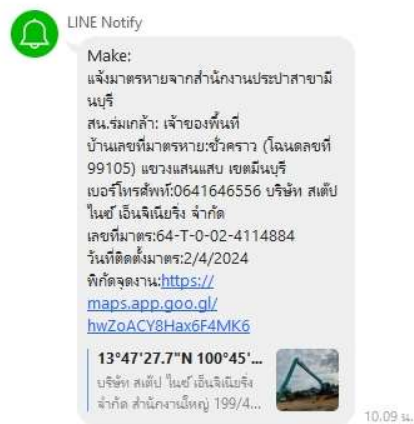 LINE Notify
Make:
แจ้งมาตรหายจากสำนักงานประปาสาขามี
นบุรี
สน.ร่มเกล้า: เจ้าของพื้นที่
บ้านเลขที่มาตรหาย:ชั่วคราว (โฉนดลขที่
99105) แขวงแสนแสบ เขตมีนบุรี
เบอร์โทรศัพท์:0641646556 บริษัท สเต๊ป
ไนซ์ เอ็นจิเนียริ่ง จำกัด
เลขที่มาตร:64-T-0-02-4114884
วันที่ติดตั้งมาตร:2/4/2024
พิกัดจุดงาน:https://
maps.app.goo.gl/
hwZoACY8Hax6F4MK6
13°47'27.7"N 100°45'...
บริษัท สเต๊ป ไนซ์ เอ็นจิเนียริ่ง
จำกัด สำนักงานใหญ่ 199/4...
10.09 น.